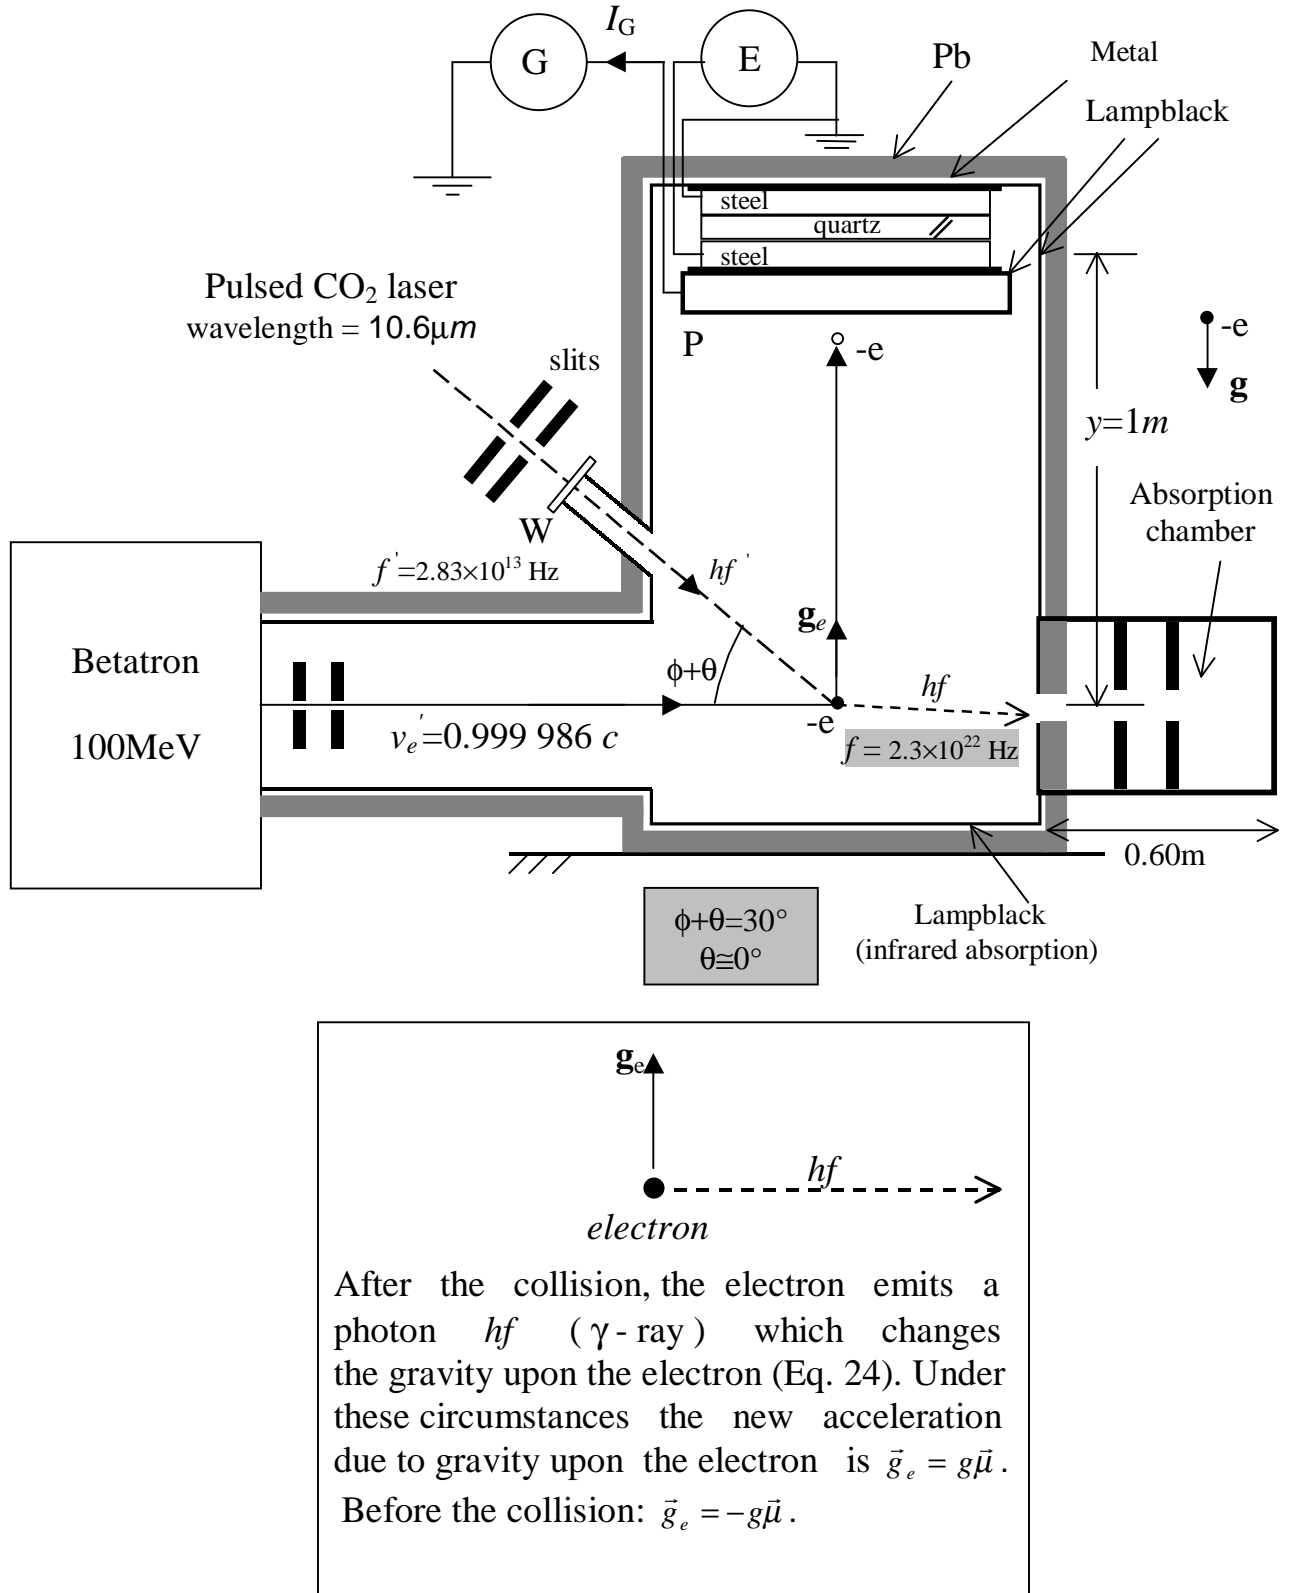 I_G
G
E
Pb
Metal
Lampblack
steel
quartz
steel
Pulsed CO₂ laser
wavelength = 10.6μm
slits
P
-e
-e
g
y=1m
W
Absorption
chamber
f'=2.83×10¹³ Hz
hf'
g_e
Betatron
100MeV
ϕ+θ
hf
-e
v_e'=0.999 986 c
f = 2.3×10²² Hz
0.60m
ϕ+θ=30°
θ≅0°
Lampblack
(infrared absorption)
g_e
hf
electron
After the collision, the electron emits a
photon hf (γ- ray) which changes
the gravity upon the electron (Eq. 24). Under
these circumstances the new acceleration
due to gravity upon the electron is g⃗_e = gμ⃗ .
Before the collision: g⃗_e = −gμ⃗ .